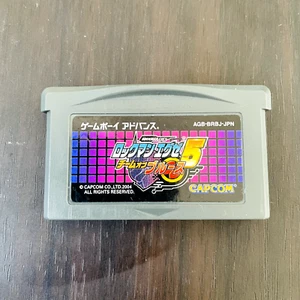 ゲームボーイ アドバンス
AGB-BRBJ-JPN
ロックマン エグゼ5
チームオブブルース
© CAPCOM CO.,LTD. 2004
ALL RIGHTS RESERVED.
CAPCOM